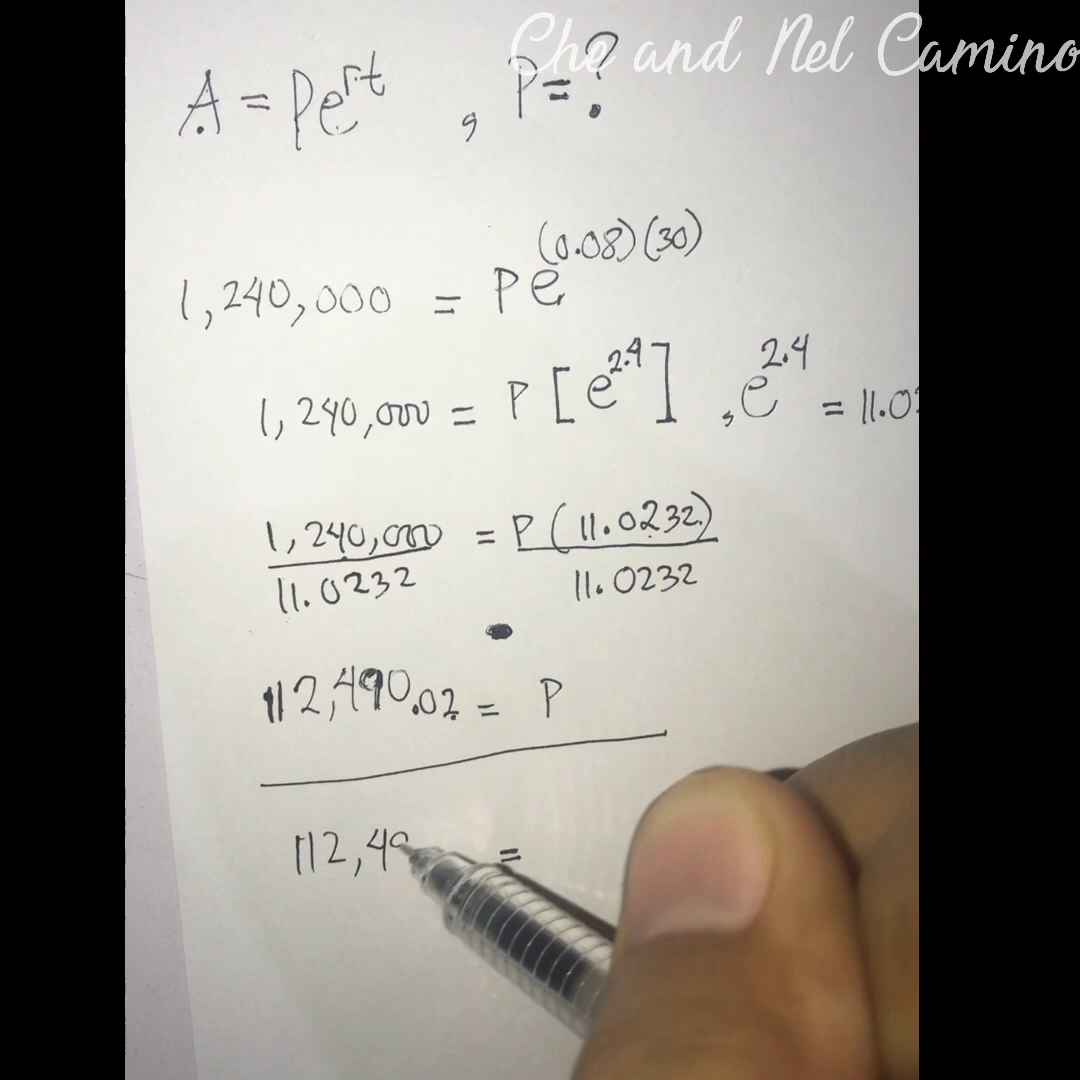 Che and Nel Camino
A = Pe^rt , P = ?
1,240,000 = Pe^(0.08)(30)
1,240,000 = P [e^2.4] , e^2.4 = 11.0
1,240,000 / 11.0232 = P (11.0232) / 11.0232
112,490.02 = P
112,49 =